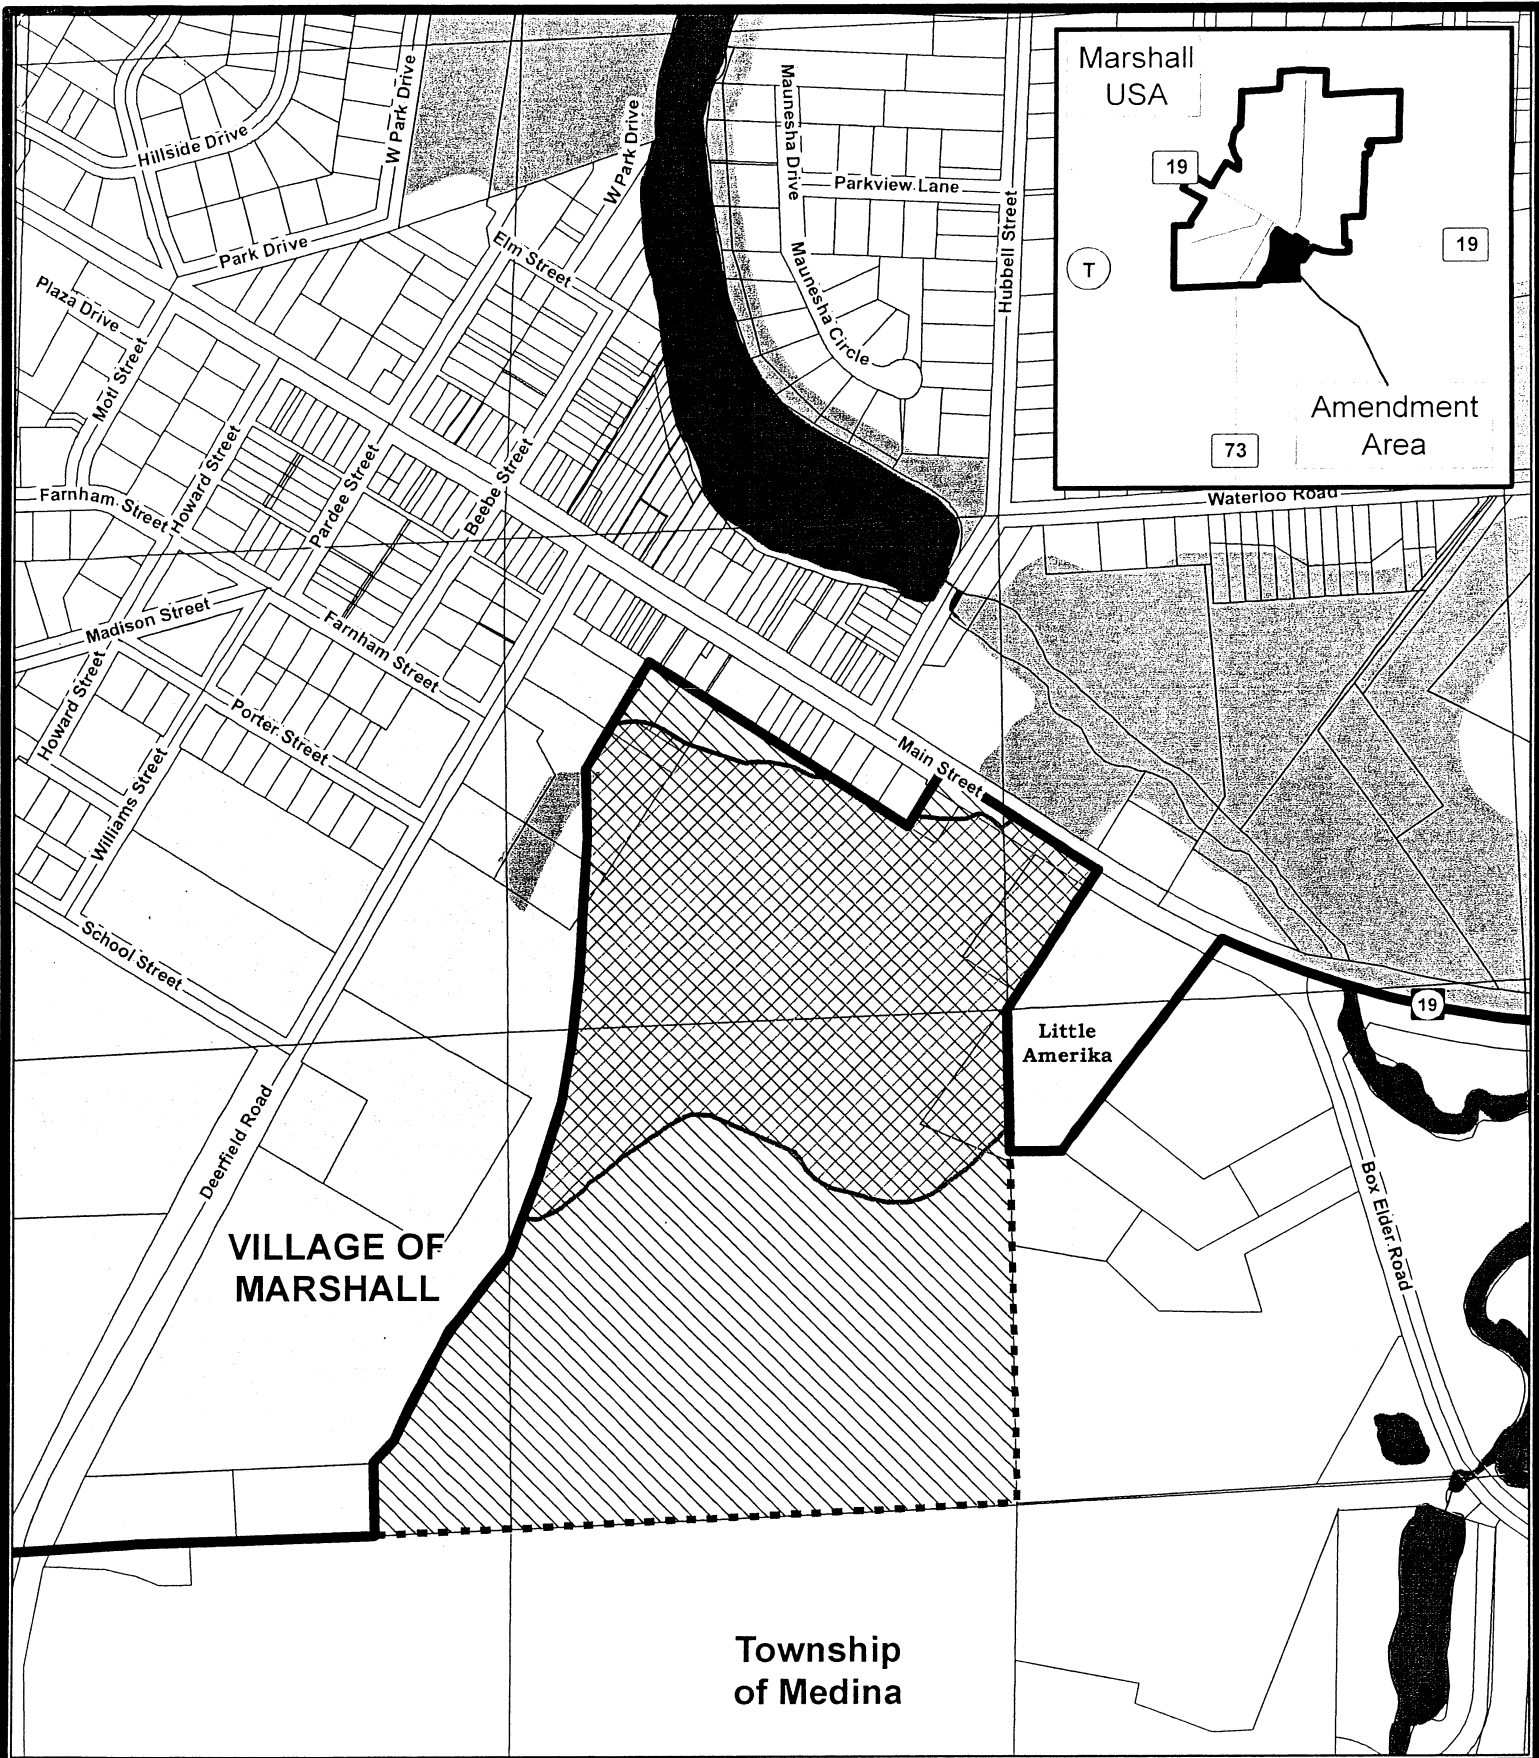 Marshall
USA
19
19
T
73
Amendment
Area
Hillside Drive
W Park Drive
W Park Drive
Maunesha Drive
Parkview Lane
Hubbell Street
Park Drive
Elm Street
Maunesha Circle
Plaza Drive
Motl Street
Howard Street
Pardee Street
Beebe Street
Farnham Street
Waterloo Road
Madison Street
Farnham Street
Howard Street
Porter Street
Williams Street
Main Street
School Street
19
Little
Amerika
Deerfield Road
Box Elder Road
VILLAGE OF
MARSHALL
Township
of Medina